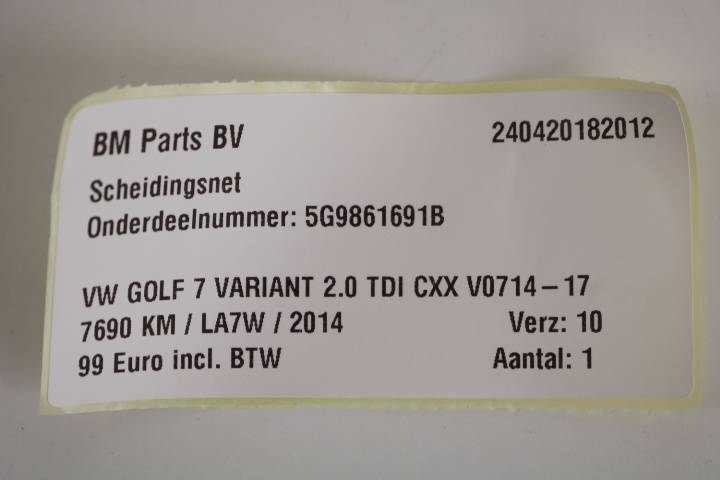 BM Parts BV 240420182012
Scheidingsnet
Onderdeelnummer: 5G9861691B
VW GOLF 7 VARIANT 2.0 TDI CXX V0714-17
7690 KM / LA7W / 2014 Verz: 10
99 Euro incl. BTW Aantal: 1